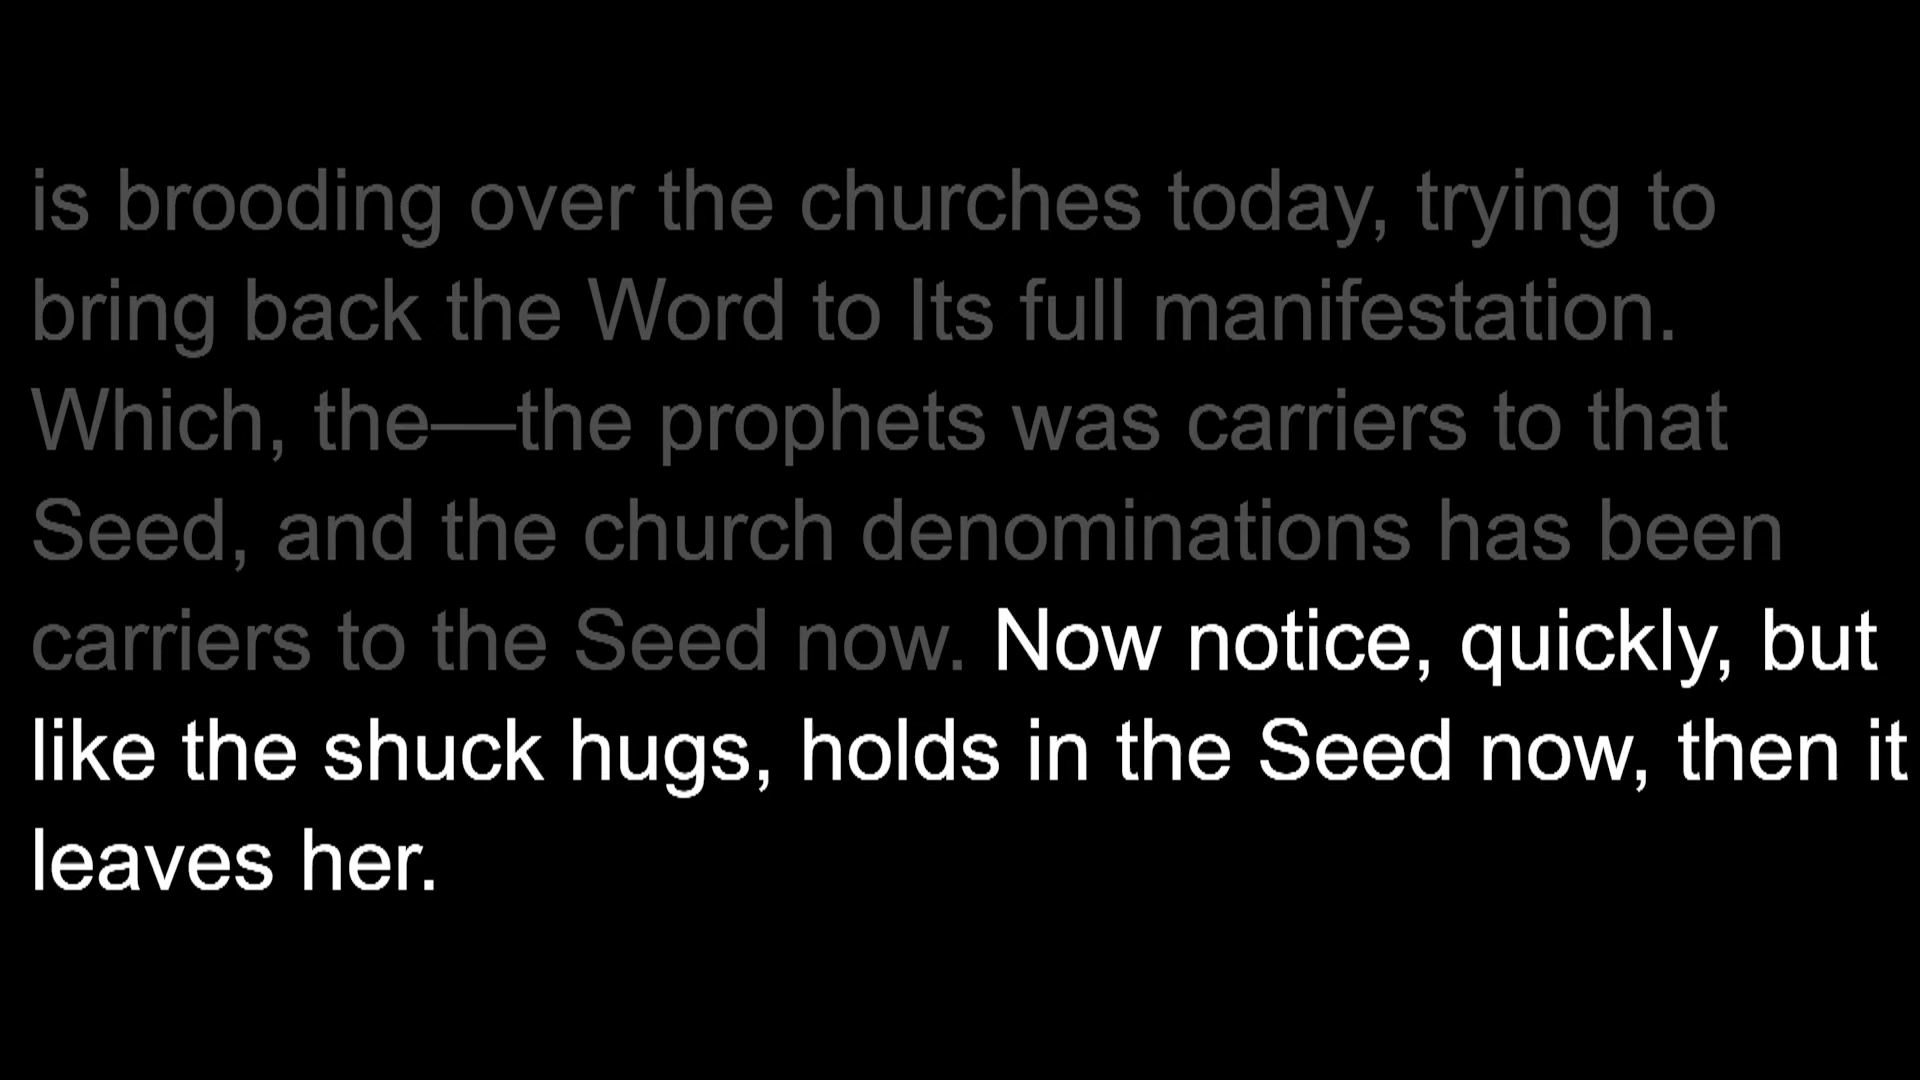 is brooding over the churches today, trying to
bring back the Word to Its full manifestation.
Which, the—the prophets was carriers to that
Seed, and the church denominations has been
carriers to the Seed now. Now notice, quickly, but
like the shuck hugs, holds in the Seed now, then it
leaves her.